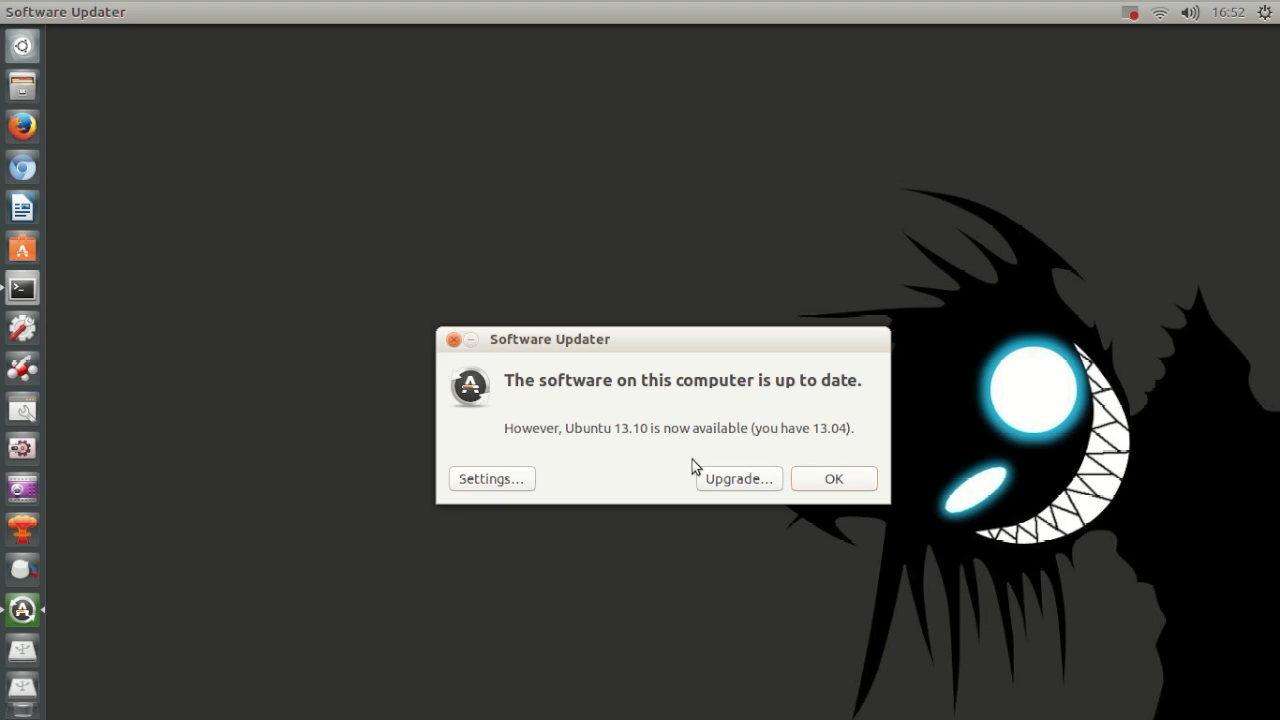 Software Updater
16:52
Software Updater
The software on this computer is up to date.
However, Ubuntu 13.10 is now available (you have 13.04).
Settings...
Upgrade...
OK